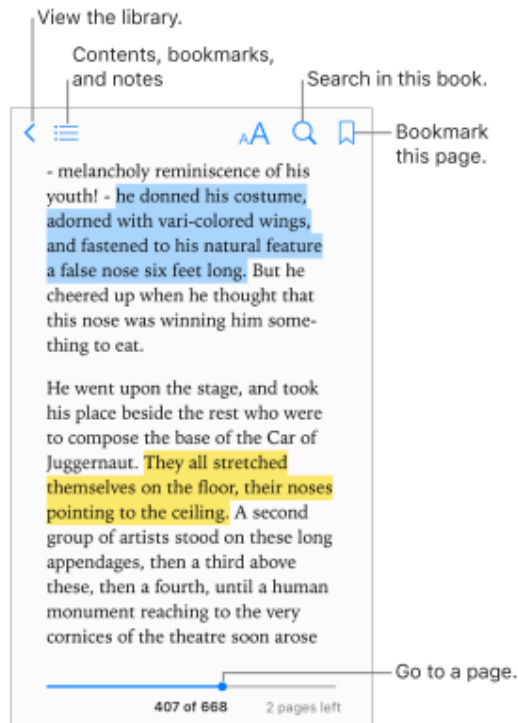 View the library.
Contents, bookmarks,
and notes
Search in this book.
AA
Bookmark
this page.
- melancholy reminiscence of his
youth! - he donned his costume,
adorned with vari-colored wings,
and fastened to his natural feature
a false nose six feet long. But he
cheered up when he thought that
this nose was winning him some-
thing to eat.
He went upon the stage, and took
his place beside the rest who were
to compose the base of the Car of
Juggernaut. They all stretched
themselves on the floor, their noses
pointing to the ceiling. A second
group of artists stood on these long
appendages, then a third above
these, then a fourth, until a human
monument reaching to the very
cornices of the theatre soon arose
Go to a page.
407 of 668
2 pages left